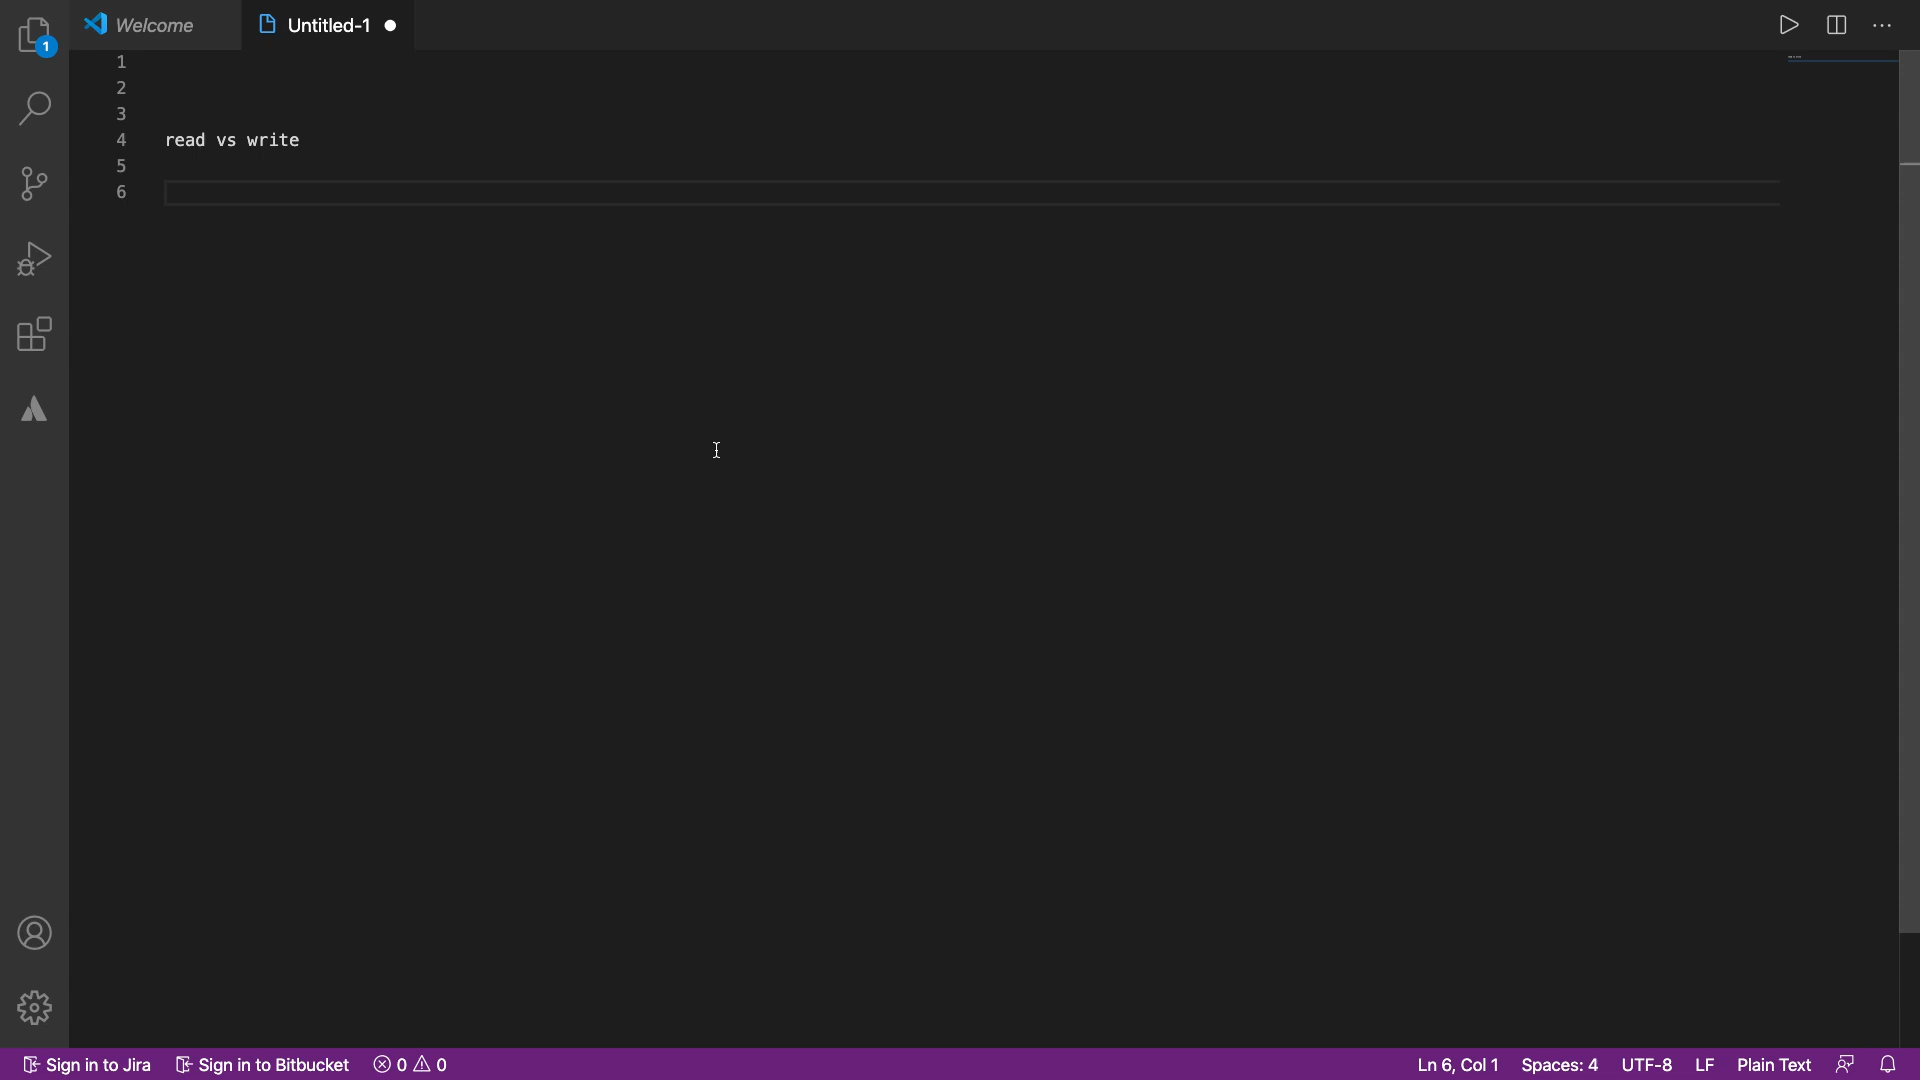 Welcome
Untitled-1
1
1
2
3
4 read vs write
5
6
Sign in to Jira Sign in to Bitbucket 0 0 Ln 6, Col 1 Spaces: 4 UTF-8 LF Plain Text